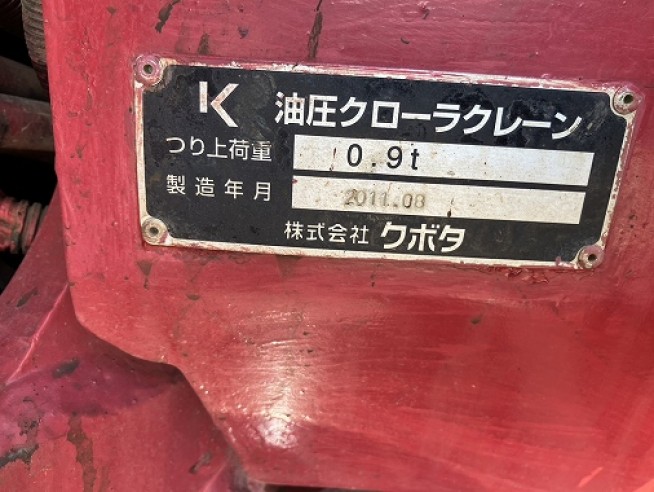 K 油圧クローラクレーン
つり上荷重 0.9t
製造年月 2011.08
株式会社 クボタ